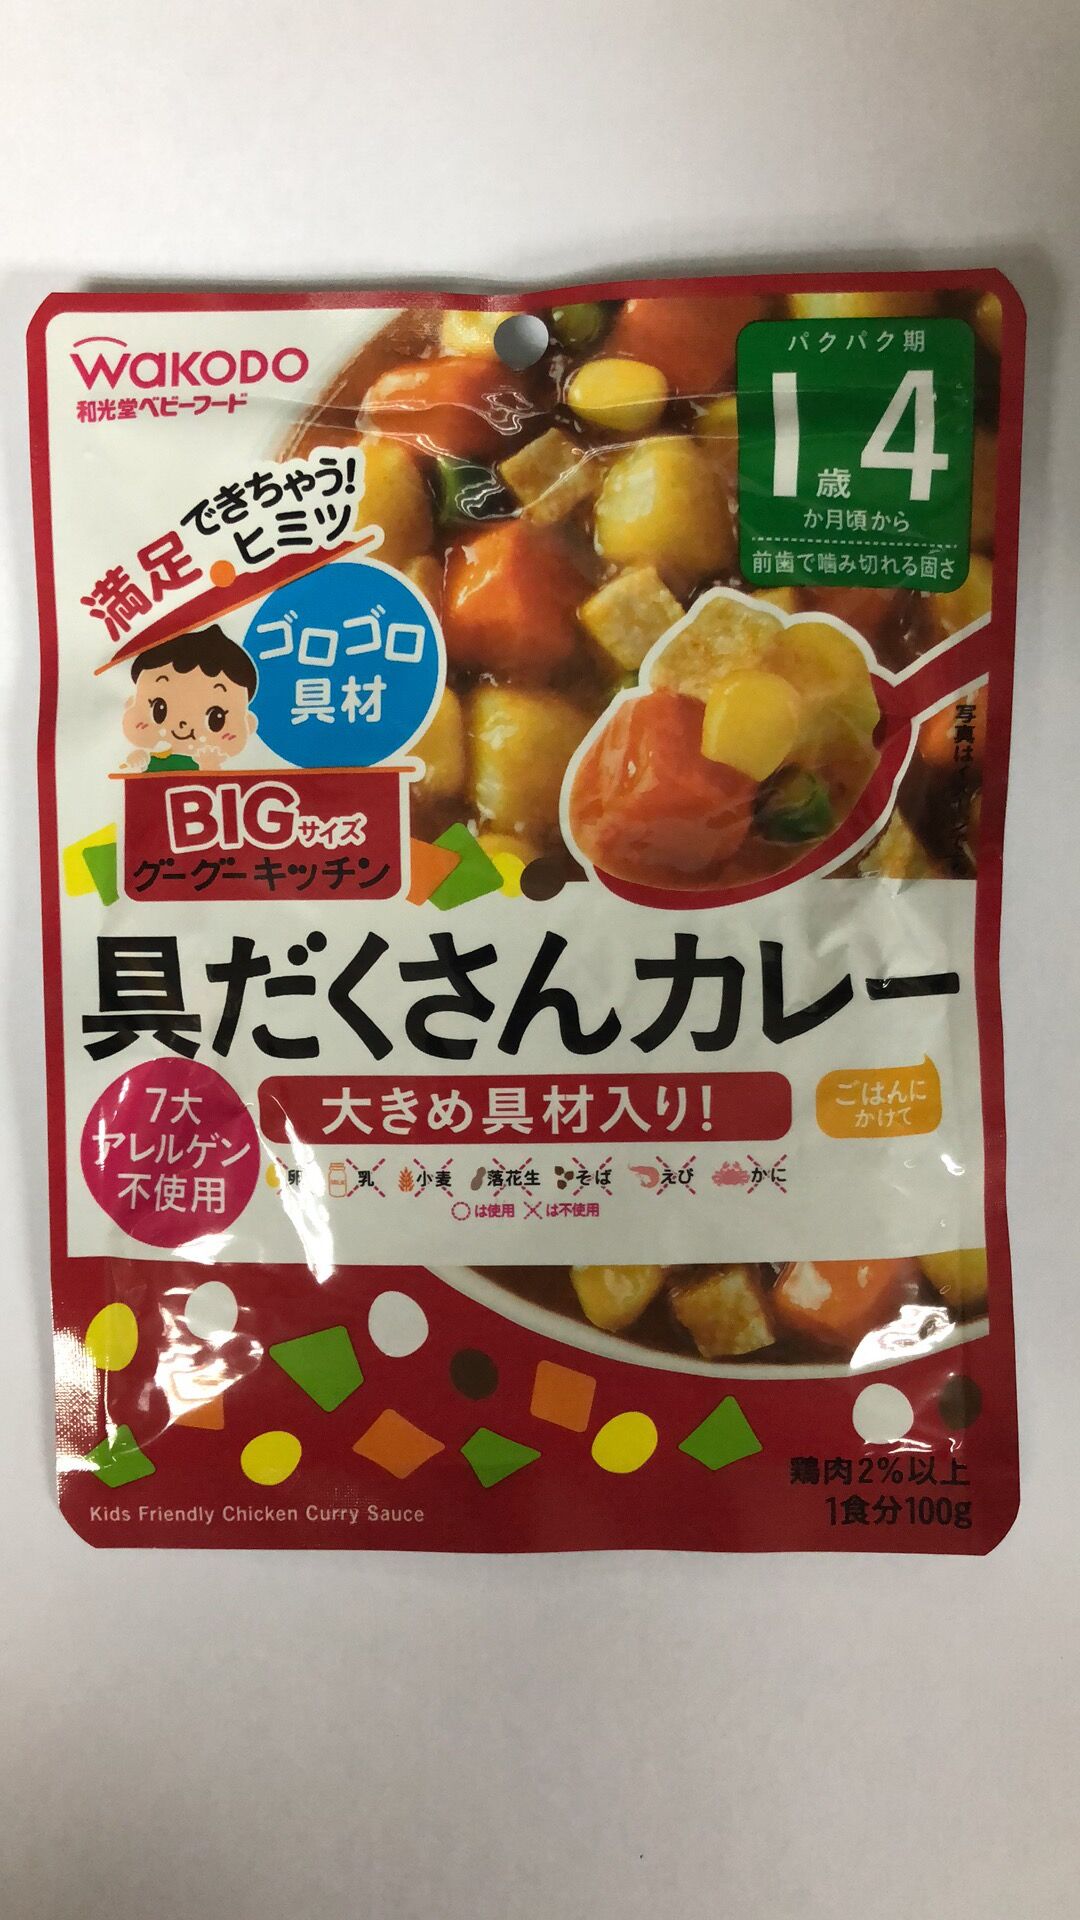 WAKODO
和光堂ベビーフード
パクパク期
1歳4
か月頃から
前歯で噛み切れる固さ
満足できちゃう!
ヒミツ
ゴロゴロ
具材
BIGサイズ
グーグーキッチン
写真は
具だくさんカレー
7大
アレルゲン
不使用
大きめ具材入り!
ごはんに
かけて
卵 乳 小麦 落花生 そば えび かに
○は使用 ×は不使用
鶏肉2%以上
1食分100g
Kids Friendly Chicken Curry Sauce